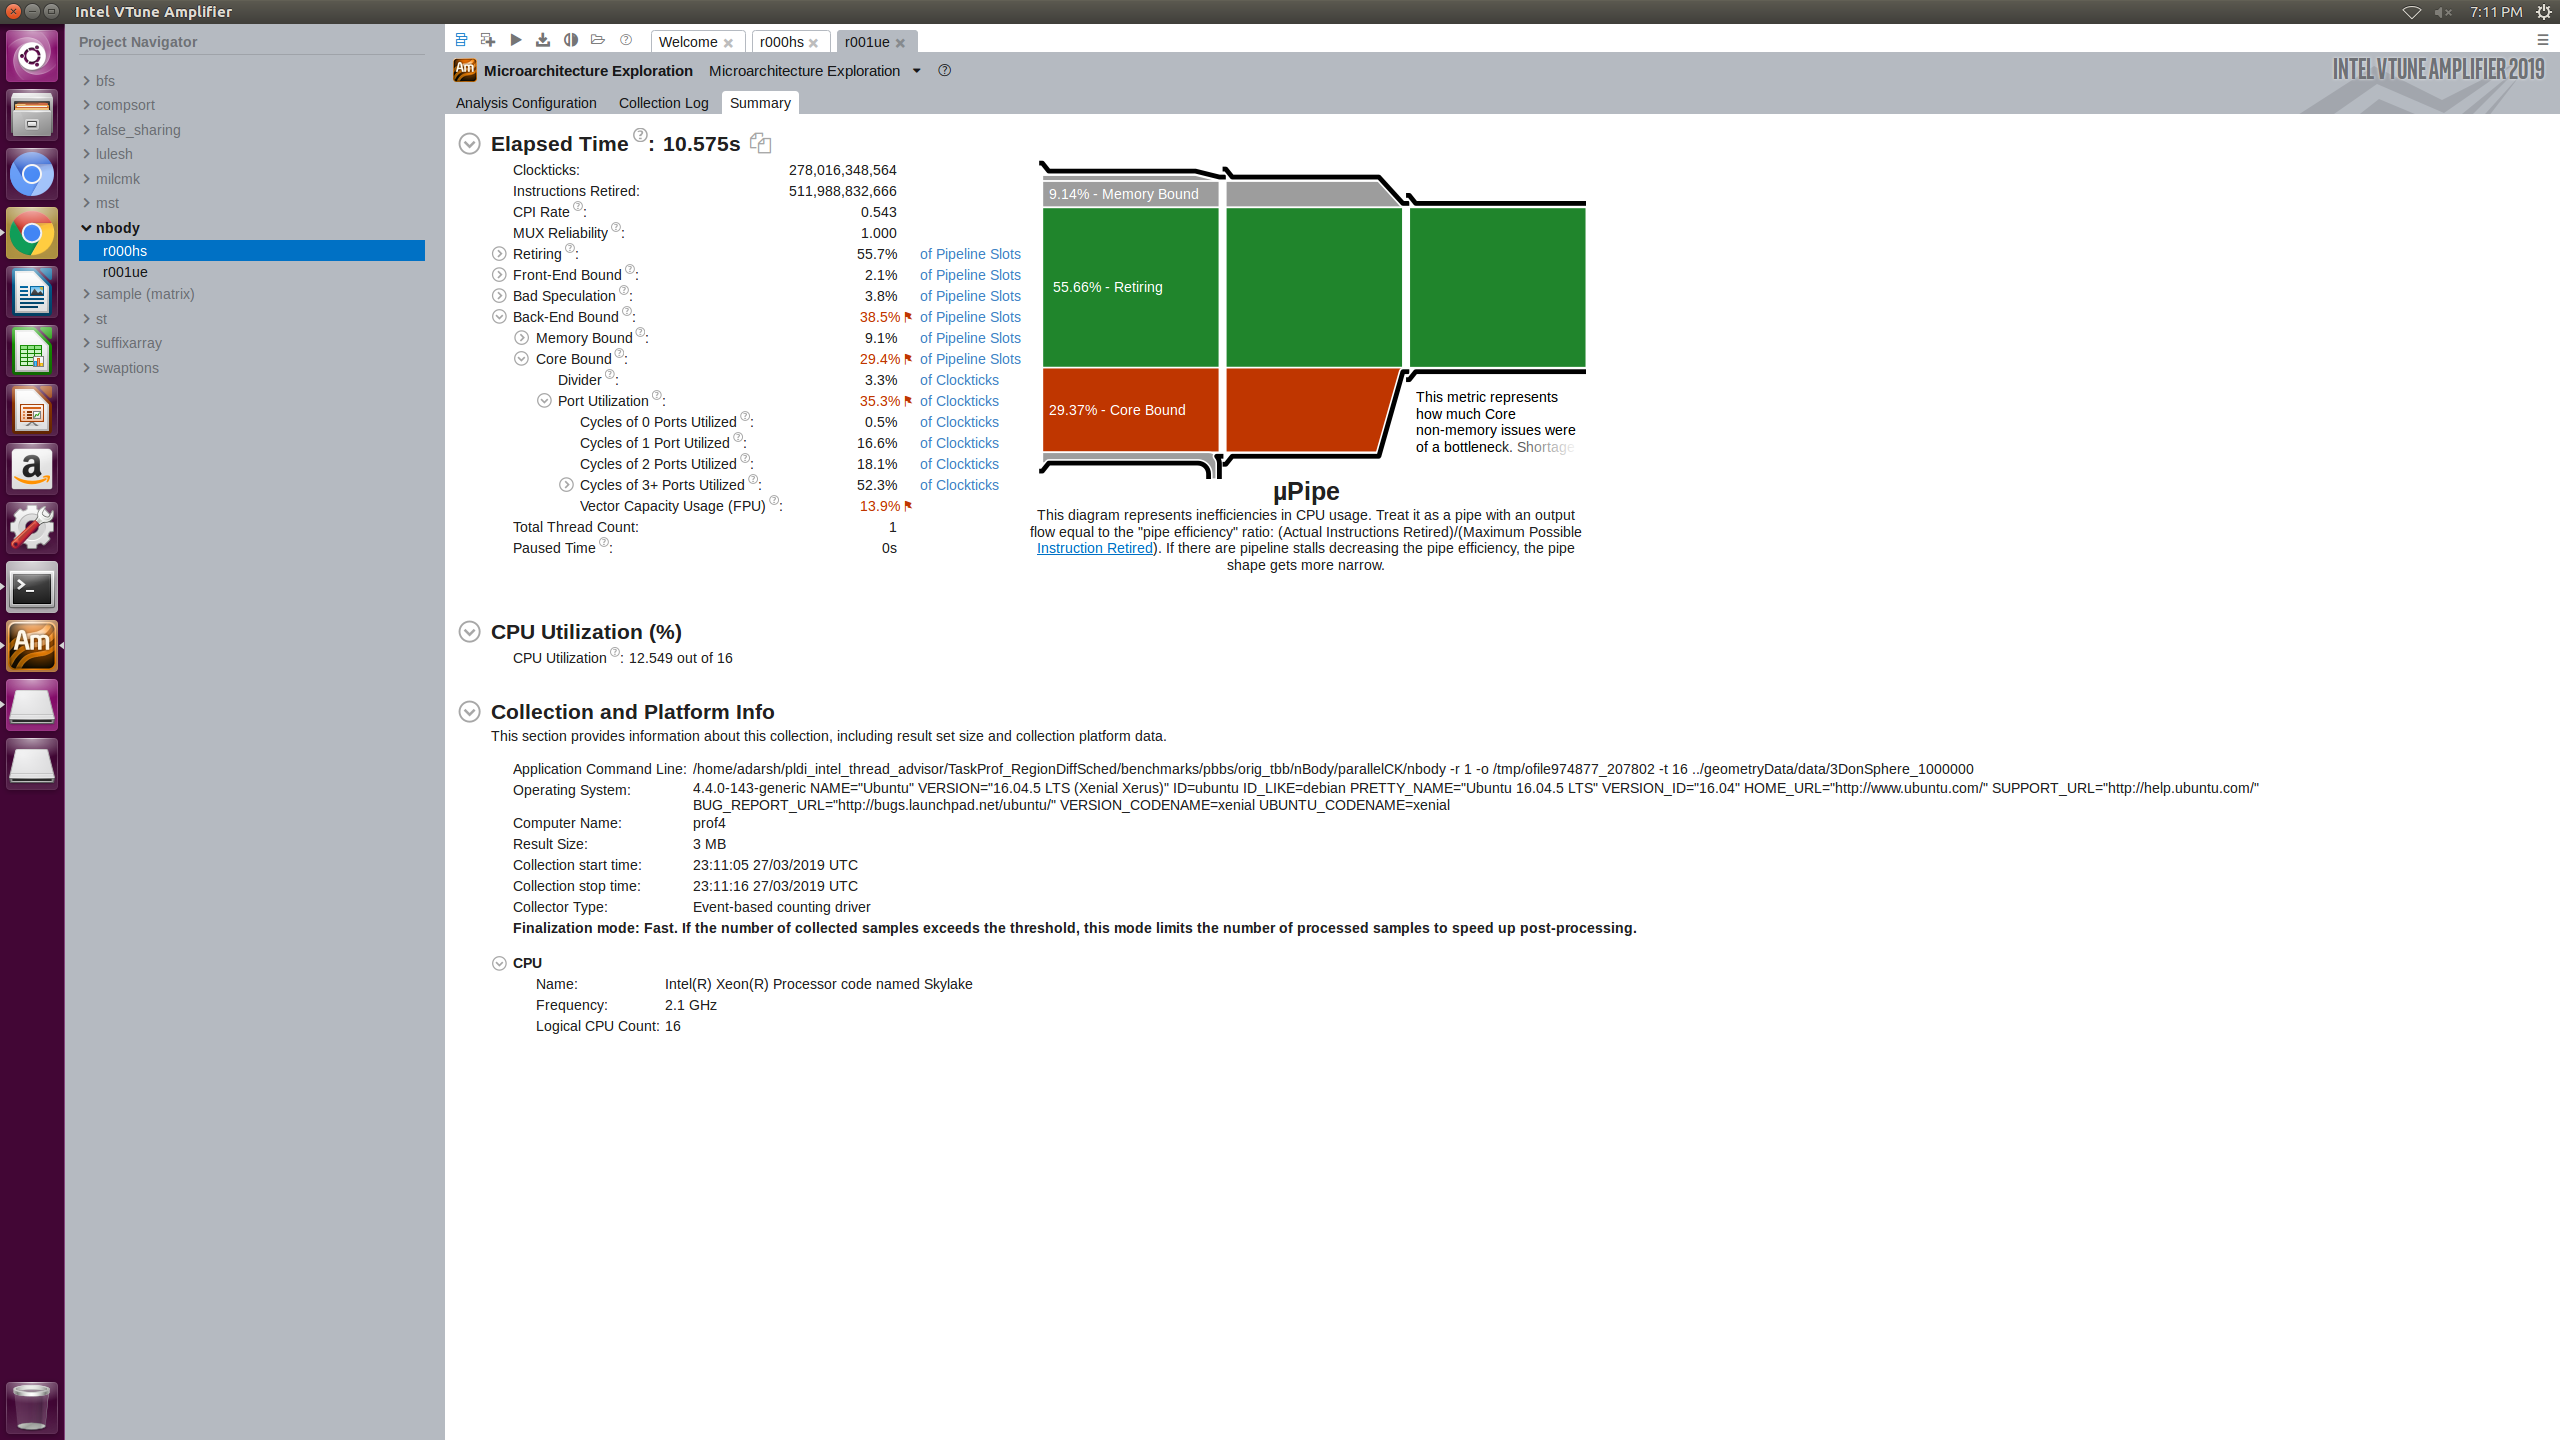 Intel VTune Amplifier
7:11 PM
Project Navigator
bfs
compsort
false_sharing
lulesh
milcmk
mst
nbody
r000hs
r001ue
sample (matrix)
st
suffixarray
swaptions
Welcome
r000hs
r001ue
Am Microarchitecture Exploration Microarchitecture Exploration
INTEL VTUNE AMPLIFIER 2019
Analysis Configuration Collection Log Summary
Elapsed Time: 10.575s
Clockticks: 278,016,348,564
Instructions Retired: 511,988,832,666
CPI Rate: 0.543
MUX Reliability: 1.000
Retiring: 55.7% of Pipeline Slots
Front-End Bound: 2.1% of Pipeline Slots
Bad Speculation: 3.8% of Pipeline Slots
Back-End Bound: 38.5% of Pipeline Slots
Memory Bound: 9.1% of Pipeline Slots
Core Bound: 29.4% of Pipeline Slots
Divider: 3.3% of Clockticks
Port Utilization: 35.3% of Clockticks
Cycles of 0 Ports Utilized: 0.5% of Clockticks
Cycles of 1 Port Utilized: 16.6% of Clockticks
Cycles of 2 Ports Utilized: 18.1% of Clockticks
Cycles of 3+ Ports Utilized: 52.3% of Clockticks
Vector Capacity Usage (FPU): 13.9%
Total Thread Count: 1
Paused Time: 0s
9.14% - Memory Bound
55.66% - Retiring
29.37% - Core Bound
This metric represents
how much Core
non-memory issues were
of a bottleneck. Shortage
µPipe
This diagram represents inefficiencies in CPU usage. Treat it as a pipe with an output
flow equal to the "pipe efficiency" ratio: (Actual Instructions Retired)/(Maximum Possible
Instruction Retired). If there are pipeline stalls decreasing the pipe efficiency, the pipe
shape gets more narrow.
CPU Utilization (%)
CPU Utilization: 12.549 out of 16
Collection and Platform Info
This section provides information about this collection, including result set size and collection platform data.
Application Command Line: /home/adarsh/pldi_intel_thread_advisor/TaskProf_RegionDiffSched/benchmarks/pbbs/orig_tbb/nBody/parallelCK/nbody -r 1 -o /tmp/ofile974877_207802 -t 16 ../geometryData/data/3DonSphere_1000000
Operating System: 4.4.0-143-generic NAME="Ubuntu" VERSION="16.04.5 LTS (Xenial Xerus)" ID=ubuntu ID_LIKE=debian PRETTY_NAME="Ubuntu 16.04.5 LTS" VERSION_ID="16.04" HOME_URL="http://www.ubuntu.com/" SUPPORT_URL="http://help.ubuntu.com/"
BUG_REPORT_URL="http://bugs.launchpad.net/ubuntu/" VERSION_CODENAME=xenial UBUNTU_CODENAME=xenial
Computer Name: prof4
Result Size: 3 MB
Collection start time: 23:11:05 27/03/2019 UTC
Collection stop time: 23:11:16 27/03/2019 UTC
Collector Type: Event-based counting driver
Finalization mode: Fast. If the number of collected samples exceeds the threshold, this mode limits the number of processed samples to speed up post-processing.
CPU
Name: Intel(R) Xeon(R) Processor code named Skylake
Frequency: 2.1 GHz
Logical CPU Count: 16
a
>_
Am